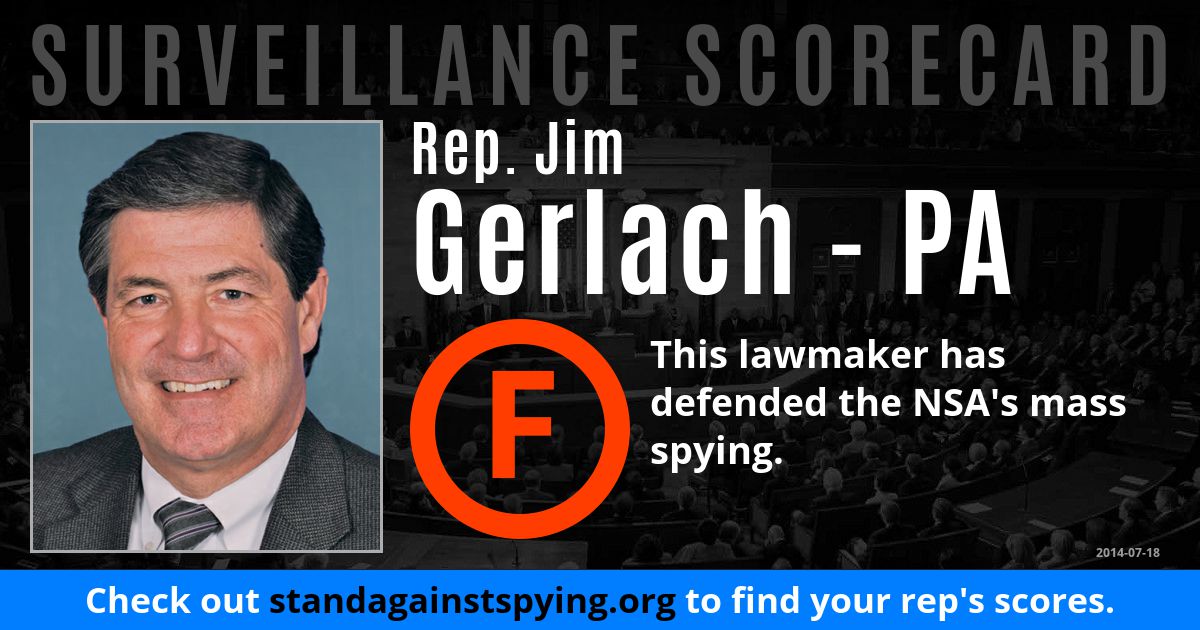 SURVEILLANCE SCORECARD
Rep. Jim
Gerlach - PA
F
This lawmaker has
defended the NSA's mass
spying.
2014-07-18
Check out standagainstspying.org to find your rep's scores.